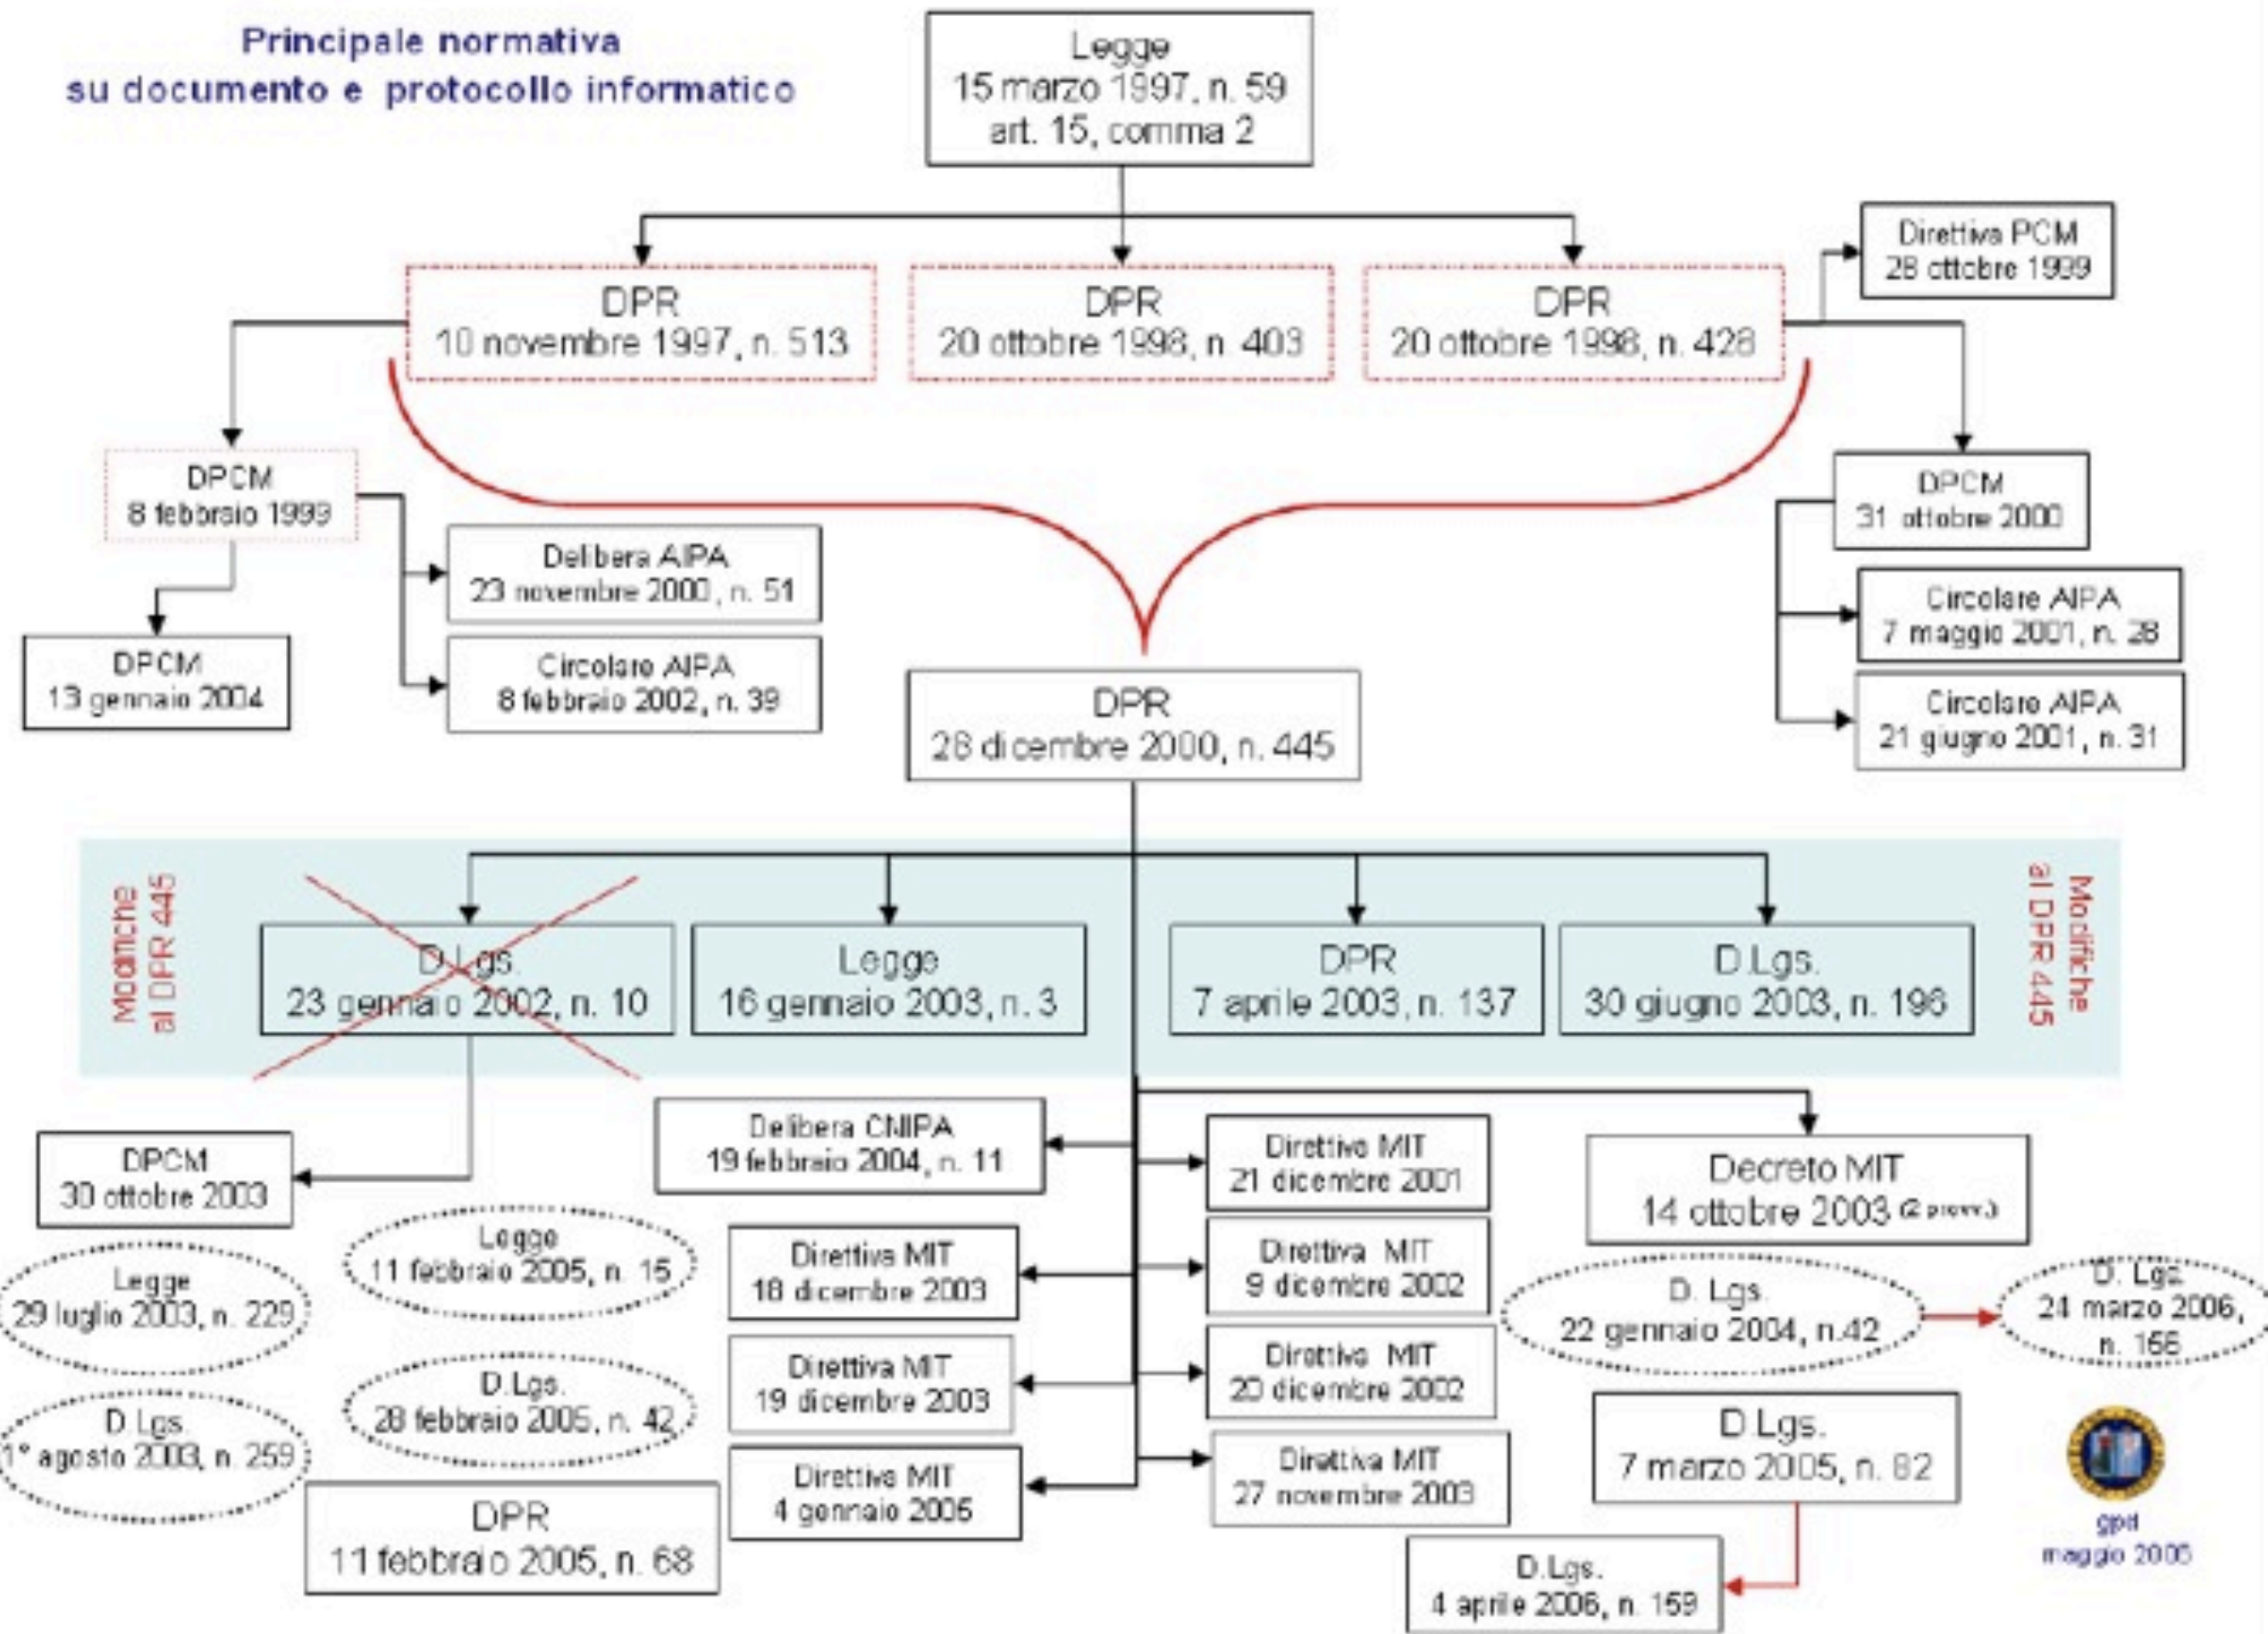 Principale normativa
su documento e protocollo informatico
Legge
15 marzo 1997, n. 59
art. 15, comma 2
Direttiva PCM
28 ottobre 1999
DPR
10 novembre 1997, n. 513
DPR
20 ottobre 1998, n 403
DPR
20 ottobre 1998, n. 428
DPCM
8 febbraio 1999
DPCM
31 ottobre 2000
Delibera AIPA
23 novembre 2000, n. 51
Circolare AIPA
7 maggio 2001, n. 28
DPCM
13 gennaio 2004
Circolare AIPA
8 febbraio 2002, n. 39
Circolare AIPA
21 giugno 2001, n. 31
DPR
28 dicembre 2000, n. 445
Modifiche
al DPR 445
D.Lgs.
23 gennaio 2002, n. 10
Legge
16 gennaio 2003, n. 3
DPR
7 aprile 2003, n. 137
D.Lgs.
30 giugno 2003, n. 196
Modifiche
al DPR 445
DPCM
30 ottobre 2003
Delibera CNIPA
19 febbraio 2004, n. 11
Direttiva MIT
21 dicembre 2001
Decreto MIT
14 ottobre 2003 (2 provv.)
Legge
11 febbraio 2005, n. 15
Legge
29 luglio 2003, n. 229
Direttiva MIT
18 dicembre 2003
Direttiva MIT
9 dicembre 2002
D. Lgs.
22 gennaio 2004, n.42
D. Lgs.
24 marzo 2006,
n.
D.Lgs.
28 febbraio 2005, n. 42
D.Lgs.
1° agosto 2003, n. 259
Direttiva MIT
19 dicembre 2003
Direttiva MIT
20 dicembre 2002
D.Lgs.
7 marzo 2005, n. 82
Direttiva MIT
4 gennaio 2005
Direttiva MIT
27 novembre 2003
DPR
11 febbraio 2005, n. 68
D.Lgs.
4 aprile 2006, n. 159
maggio